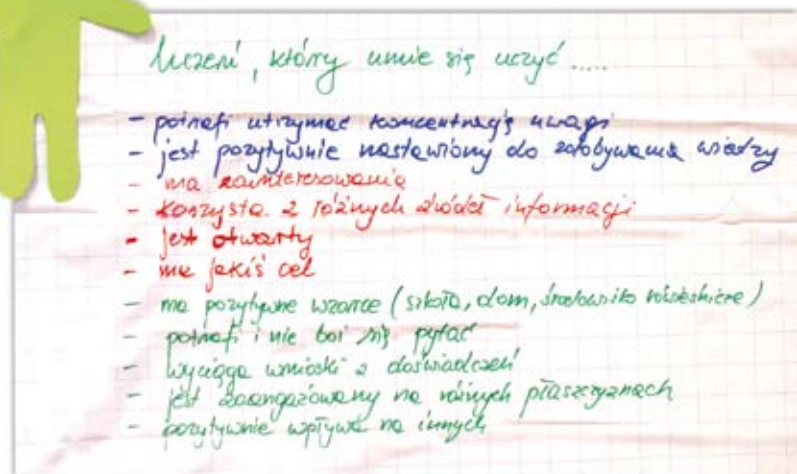 Uczeń, który umie się uczyć .....
- potrafi utrzymać koncentrację uwagi
- jest pozytywnie nastawiony do zdobywania wiedzy
- ma zainteresowania
- korzysta z różnych źródeł informacji
- jest otwarty
- ma jakiś cel
- ma pozytywne wzorce (szkoła, dom, środowisko rówieśnicze)
- potrafi i nie boi się pytać
- wyciąga wnioski z doświadczeń
- jest zaangażowany na różnych płaszczyznach
- pozytywnie wpływa na innych